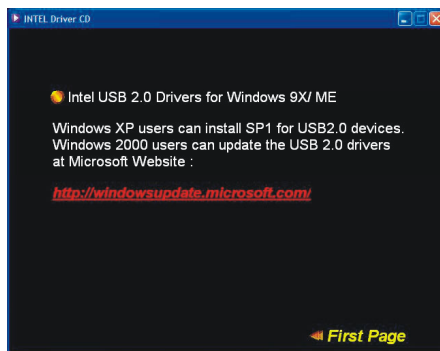 INTEL Driver CD
Intel USB 2.0 Drivers for Windows 9X/ ME
Windows XP users can install SP1 for USB2.0 devices.
Windows 2000 users can update the USB 2.0 drivers
at Microsoft Website :
http://windowsupdate.microsoft.com/
First Page